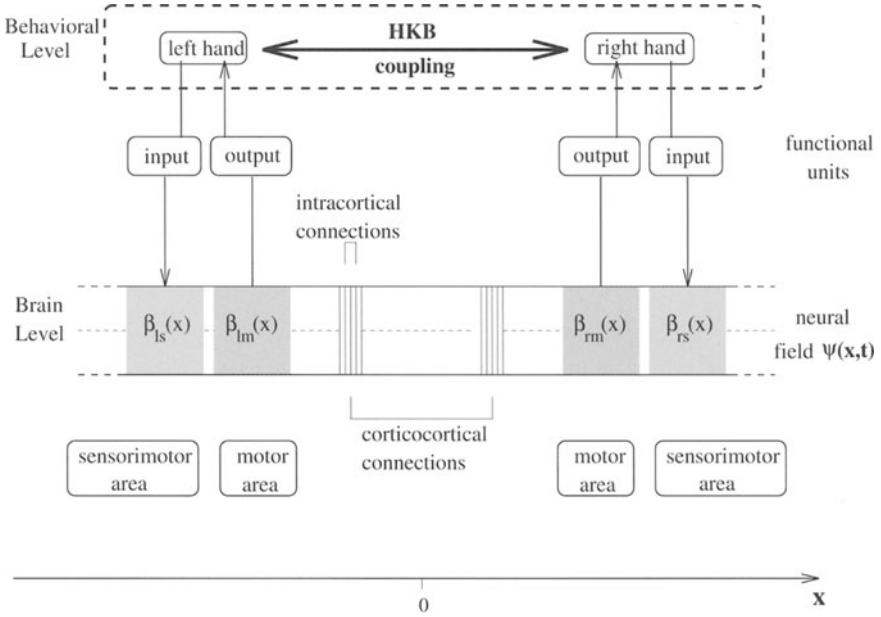 Behavioral
Level
left hand
HKB
coupling
right hand
input
output
output
input
functional
units
intracortical
connections
Brain
Level
β_ls(x)
β_lm(x)
β_rm(x)
β_rs(x)
neural
field ψ(x,t)
corticocortical
connections
sensorimotor
area
motor
area
motor
area
sensorimotor
area
0
x